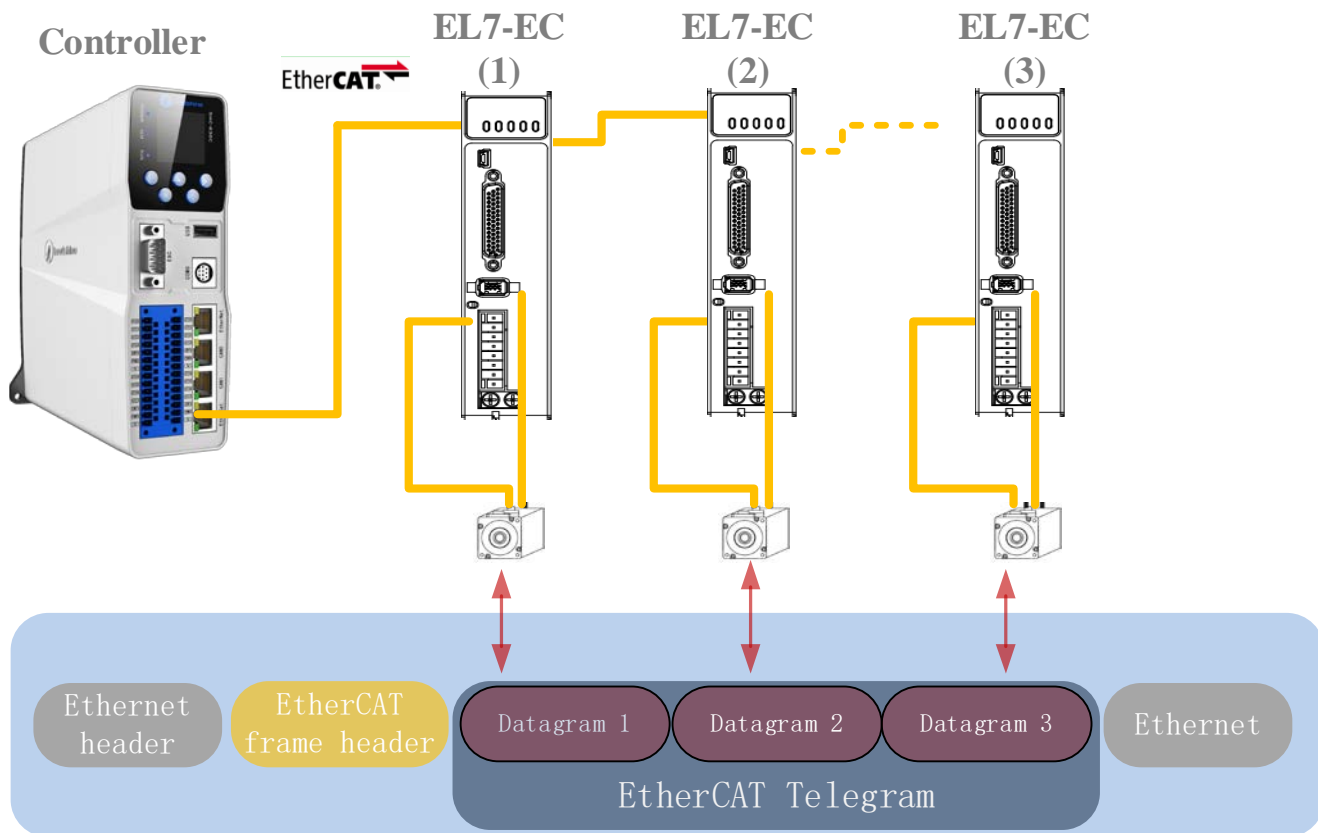 Controller
EtherCAT®
EL7-EC
(1)
EL7-EC
(2)
EL7-EC
(3)
00000
00000
00000
Ethernet
header
EtherCAT
frame header
Datagram 1
Datagram 2
Datagram 3
Ethernet
EtherCAT Telegram